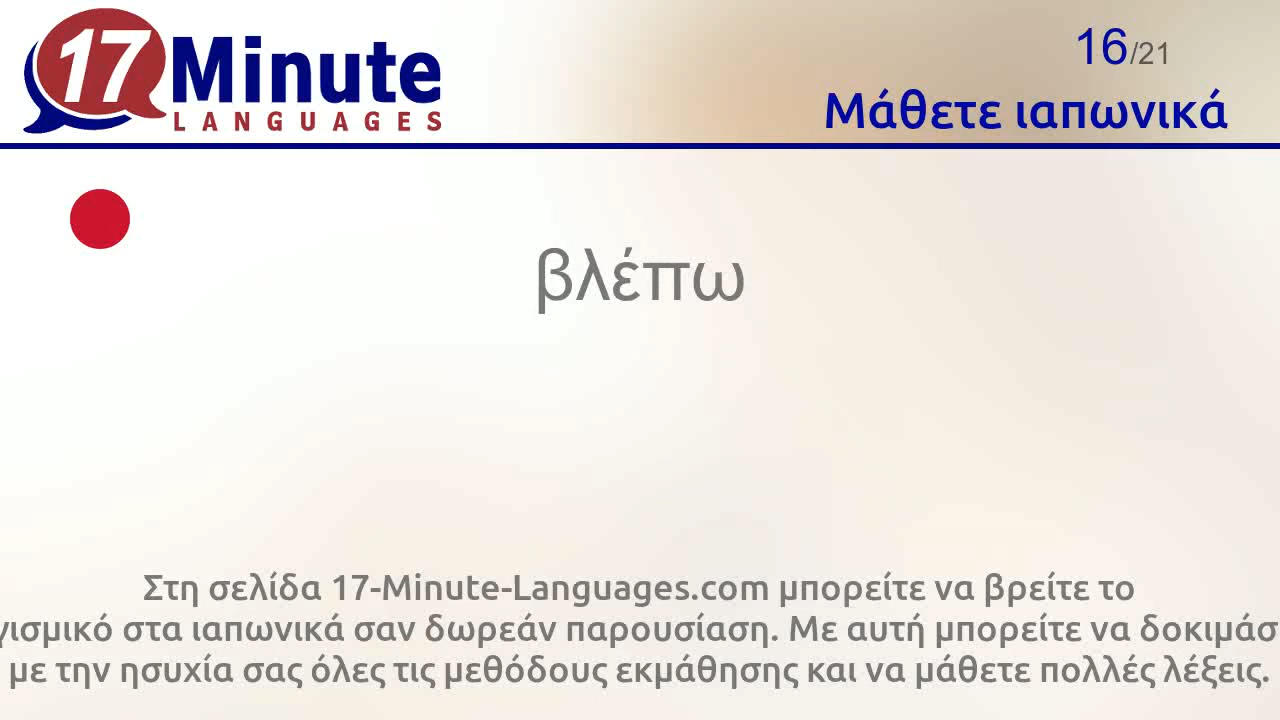 17 Minute
LANGUAGES
16/21
Μάθετε ιαπωνικά
βλέπω
Στη σελίδα 17-Minute-Languages.com μπορείτε να βρείτε το
στα ιαπωνικά σαν δωρεάν παρουσίαση. Με αυτή μπορείτε να
με την ησυχία σας όλες τις μεθόδους εκμάθησης και να μάθετε πολλές λέξεις.